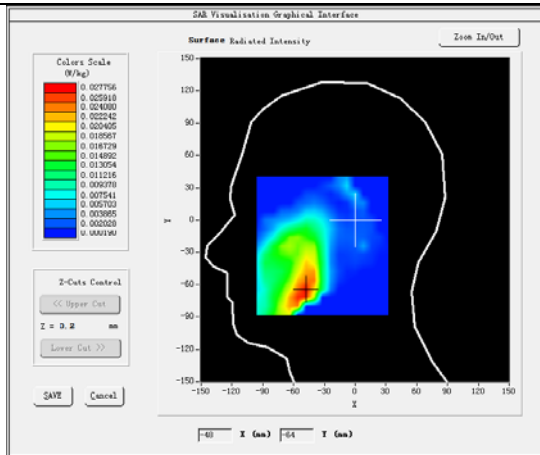 SAR Visualisation Graphical Interface
Surface Radiated Intensity
Zoom In/Out
Colors Scale
(W/kg)
0.027756
0.025918
0.024080
0.022242
0.020405
0.018567
0.016729
0.014892
0.013054
0.011216
0.009378
0.007541
0.005703
0.003865
0.002028
0.000190
Z-Cuts Control
<< Upper Cut
Z = 0.2 mm
Lower Cut >>
SAVE Cancel
150
120
90
60
30
0
-30
-60
-90
-120
-150
Y
-150 -120 -90 -60 -30 0 30 60 90 120 150
X
-48 X (mm) -64 Y (mm)